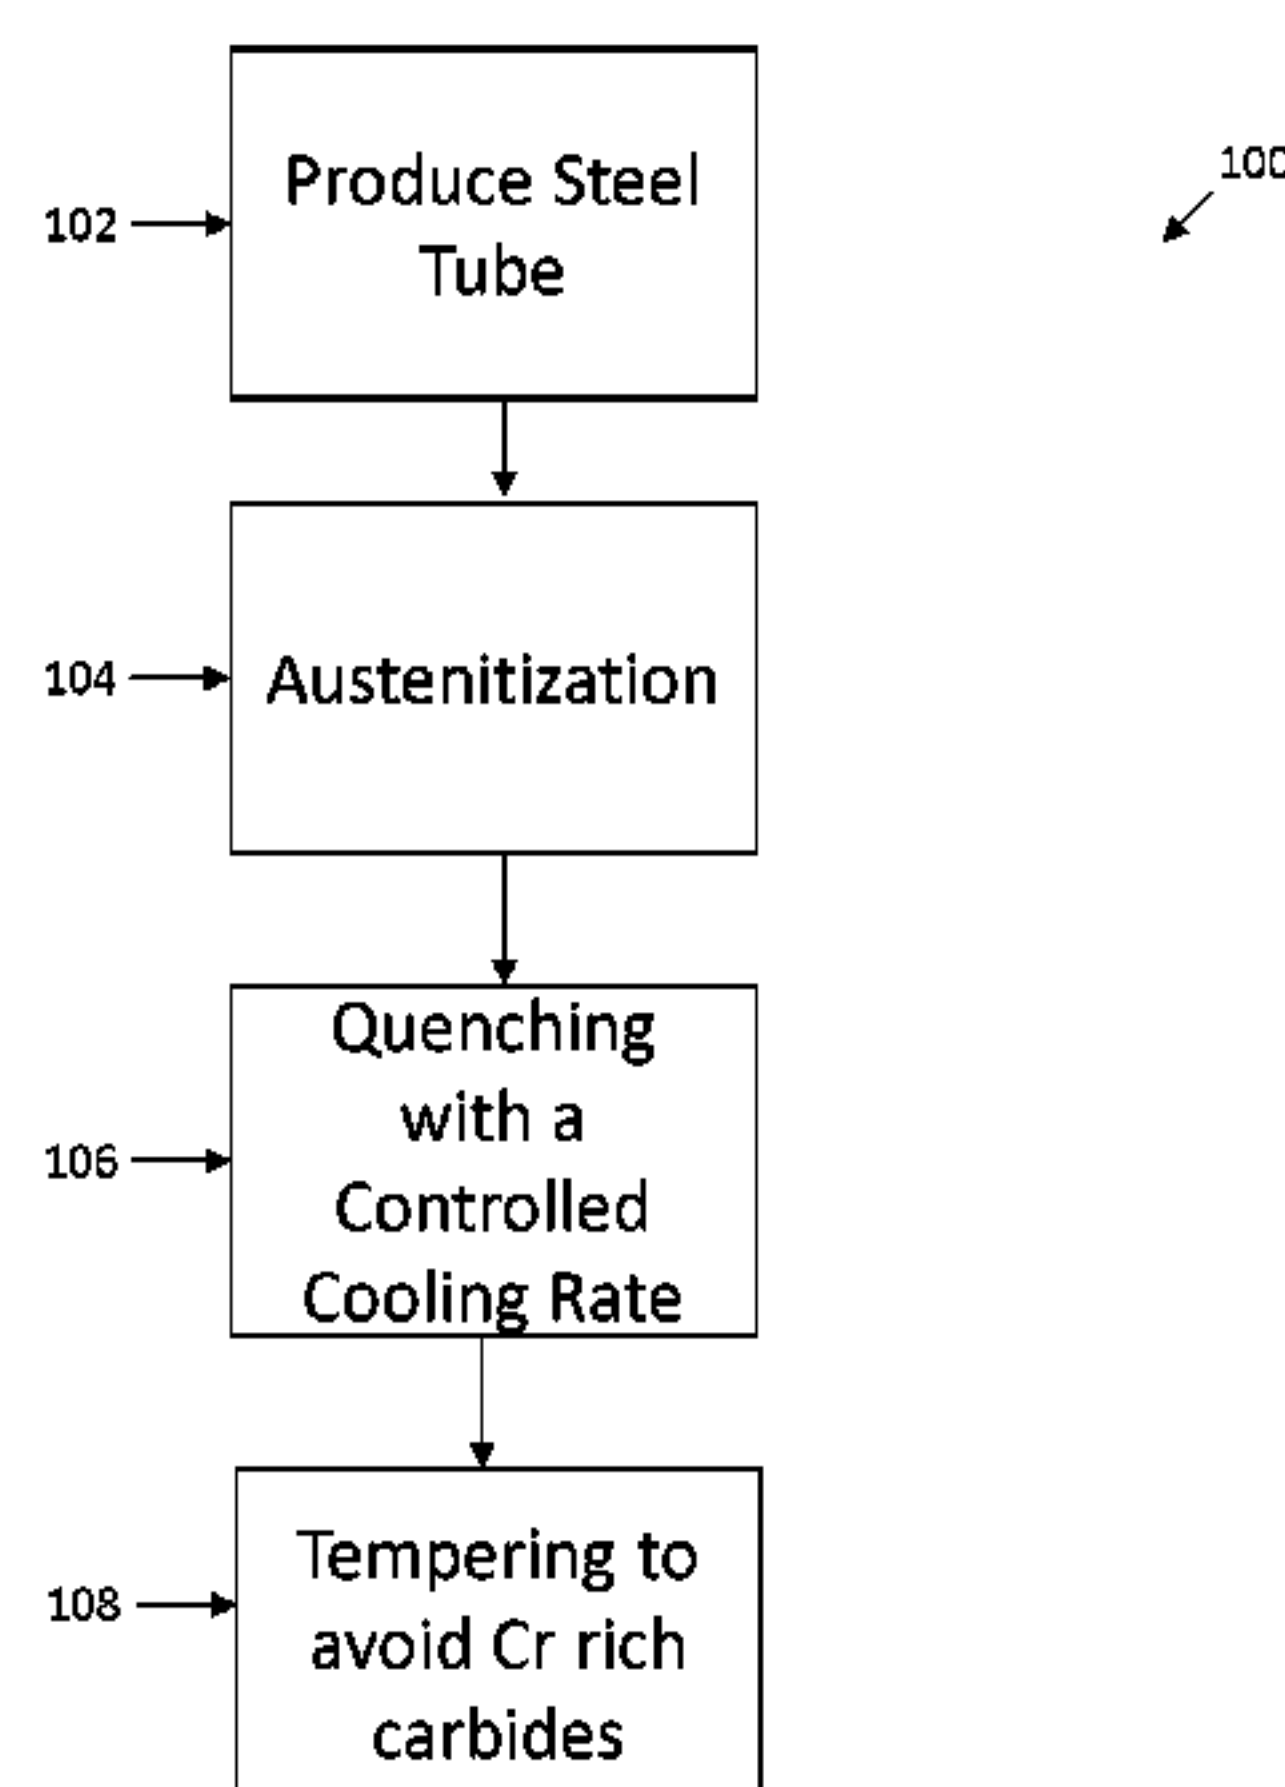 100
Produce Steel
Tube
102
Austenitization
104
Quenching
with a
Controlled
Cooling Rate
106
Tempering to
avoid Cr rich
carbides
108